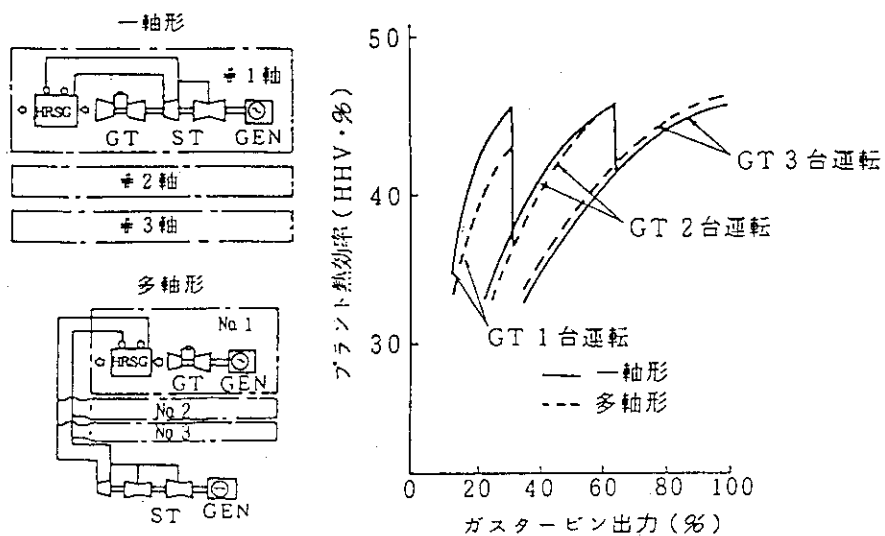 一軸形
#1軸
HRSG
GT
ST
GEN
#2軸
#3軸
多軸形
No.1
HRSG
GT
GEN
No.2
No.3
ST
GEN
プラント熱効率(HHV・%)
50
40
30
GT 3台運転
GT 2台運転
GT 1台運転
一軸形
多軸形
0
20
40
60
80
100
ガスタービン出力(%)